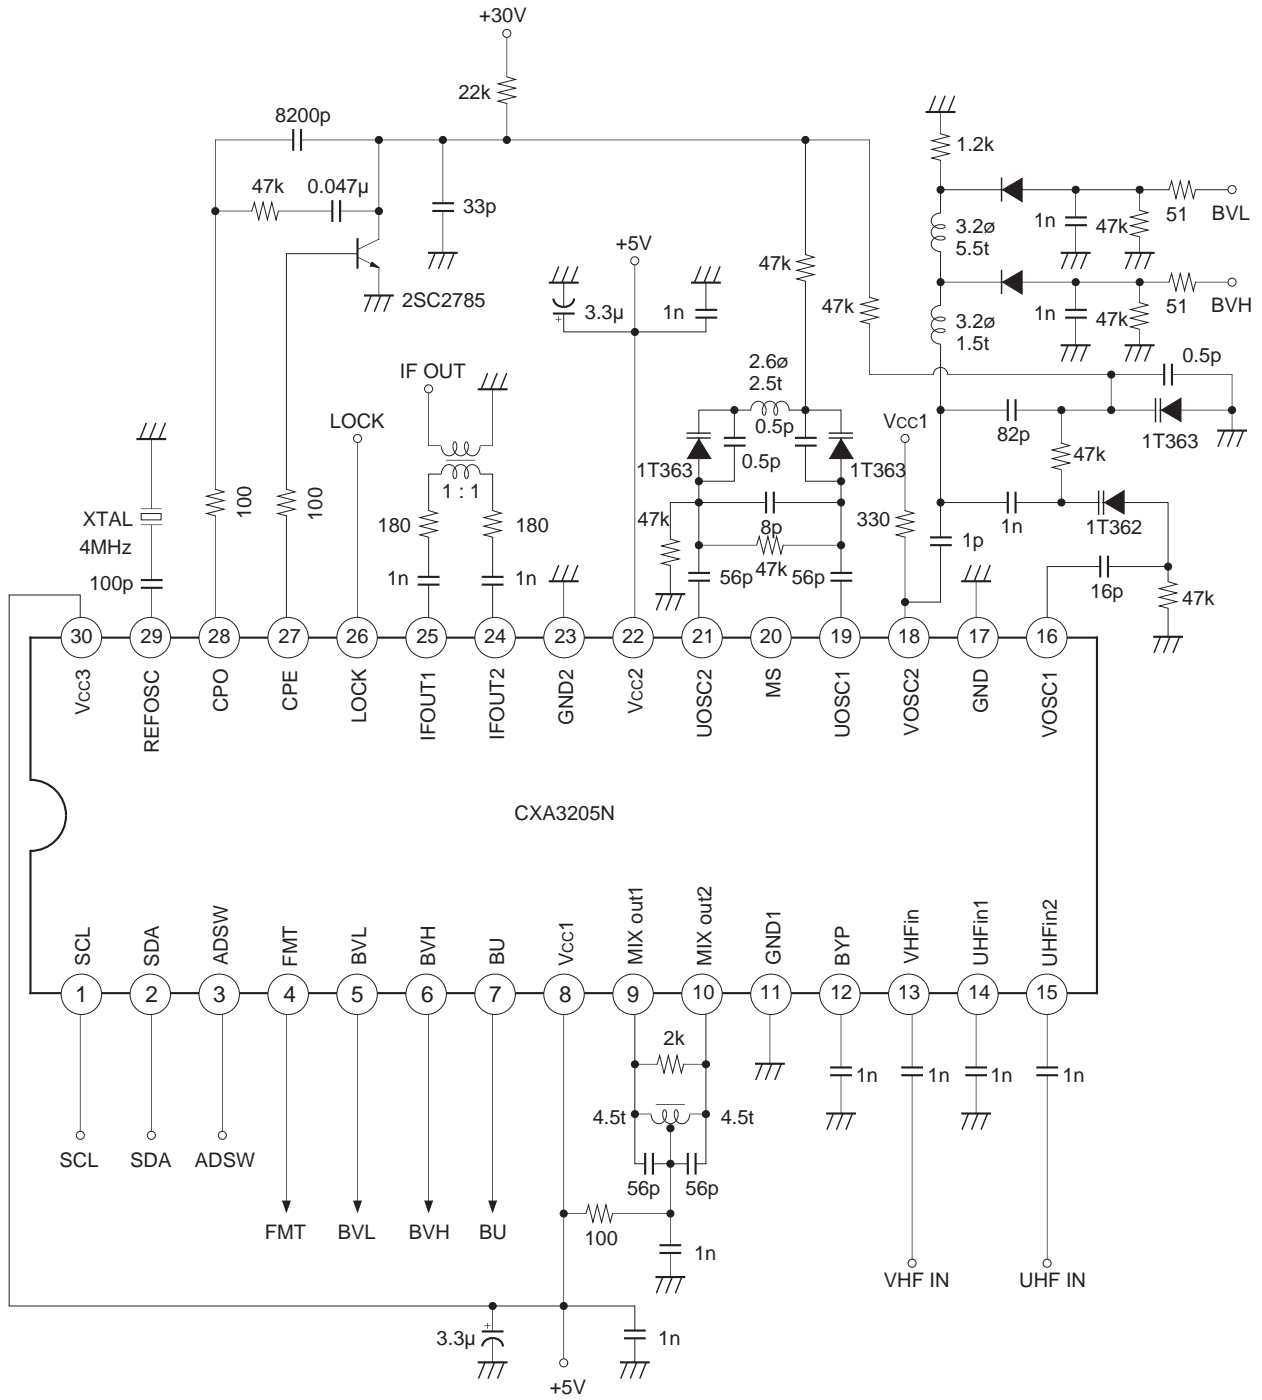 +30V
22k
8200p
1.2k
47k
0.047µ
33p
1n
47k
51
BVL
3.2ø
5.5t
+5V
47k
2SC2785
3.3µ
1n
47k
1n
47k
51
BVH
3.2ø
1.5t
0.5p
IF OUT
2.6ø
2.5t
LOCK
Vcc1
82p
1T363
0.5p
0.5p
1T363
1T363
47k
1 : 1
100
100
XTAL
4MHz
180
180
47k
8p
330
1p
1n
1T362
100p
1n
1n
56p
47k
56p
16p
47k
30
29
28
27
26
25
24
23
22
21
20
19
18
17
16
Vcc3
REFOSC
CPO
CPE
LOCK
IFOUT1
IFOUT2
GND2
Vcc2
UOSC2
MS
UOSC1
VOSC2
GND
VOSC1
CXA3205N
SCL
SDA
ADSW
FMT
BVL
BVH
BU
Vcc1
MIX out1
MIX out2
GND1
BYP
VHFin
UHFin1
UHFin2
1
2
3
4
5
6
7
8
9
10
11
12
13
14
15
2k
1n
1n
1n
1n
4.5t
4.5t
SCL
SDA
ADSW
56p
56p
FMT
BVL
BVH
BU
100
1n
VHF IN
UHF IN
3.3µ
+
1n
+5V